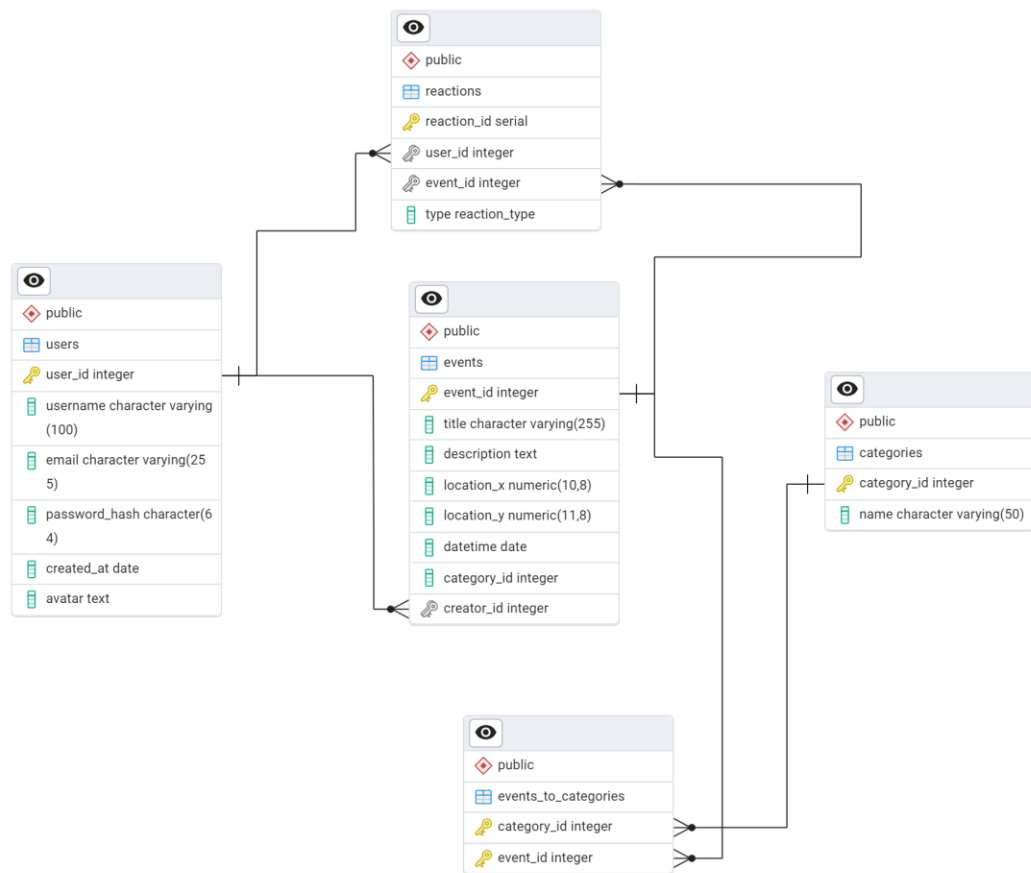 public
reactions
reaction_id serial
user_id integer
event_id integer
type reaction_type
public
users
user_id integer
username character varying
(100)
email character varying(25
5)
password_hash character(6
4)
created_at date
avatar text
public
events
event_id integer
title character varying(255)
description text
location_x numeric(10,8)
location_y numeric(11,8)
datetime date
category_id integer
creator_id integer
public
categories
category_id integer
name character varying(50)
public
events_to_categories
category_id integer
event_id integer